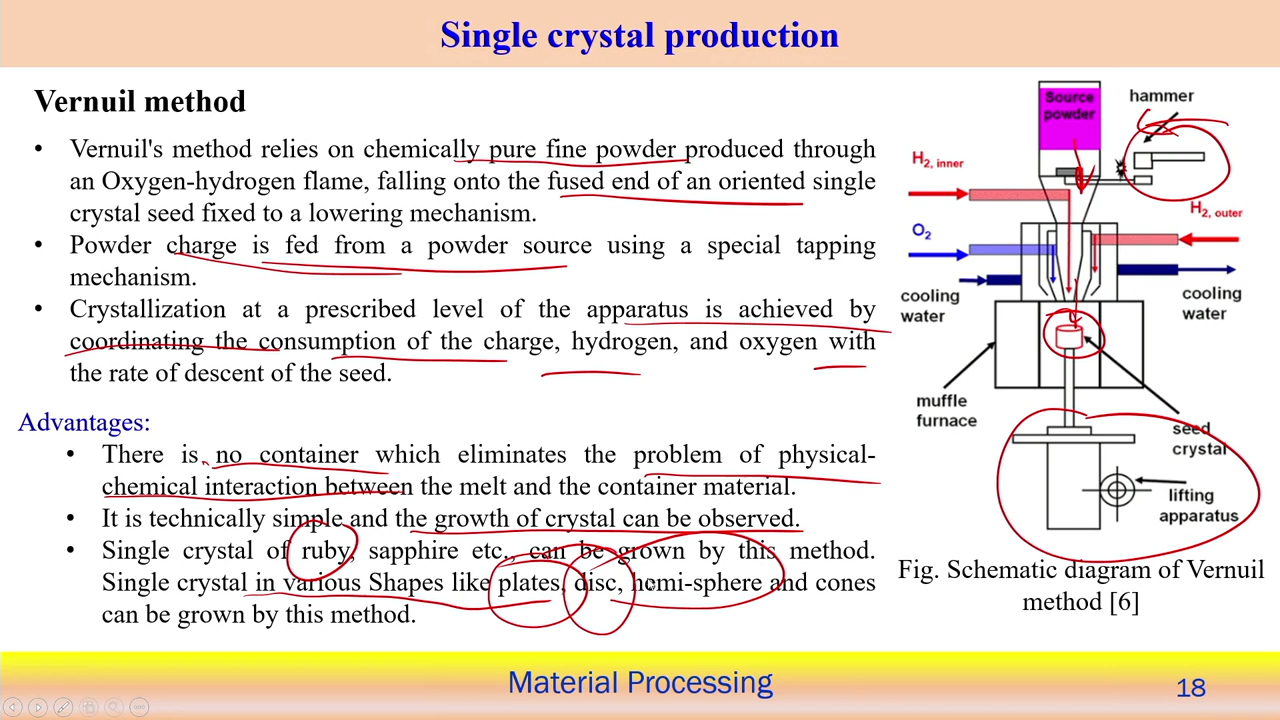 Single crystal production
Vernuil method
• Vernuil's method relies on chemically pure fine powder produced through
an Oxygen-hydrogen flame, falling onto the fused end of an oriented single
crystal seed fixed to a lowering mechanism.
• Powder charge is fed from a powder source using a special tapping
mechanism.
• Crystallization at a prescribed level of the apparatus is achieved by
coordinating the consumption of the charge, hydrogen, and oxygen with
the rate of descent of the seed.
Advantages:
• There is no container which eliminates the problem of physical-
chemical interaction between the melt and the container material.
• It is technically simple and the growth of crystal can be observed.
• Single crystal of ruby, sapphire etc., can be grown by this method.
Single crystal in various Shapes like plates, disc, hemi-sphere and cones
can be grown by this method.
Source
powder
hammer
H2, inner
H2, outer
O2
cooling
water
cooling
water
muffle
furnace
seed
crystal
lifting
apparatus
Fig. Schematic diagram of Vernuil
method [6]
Material Processing
18